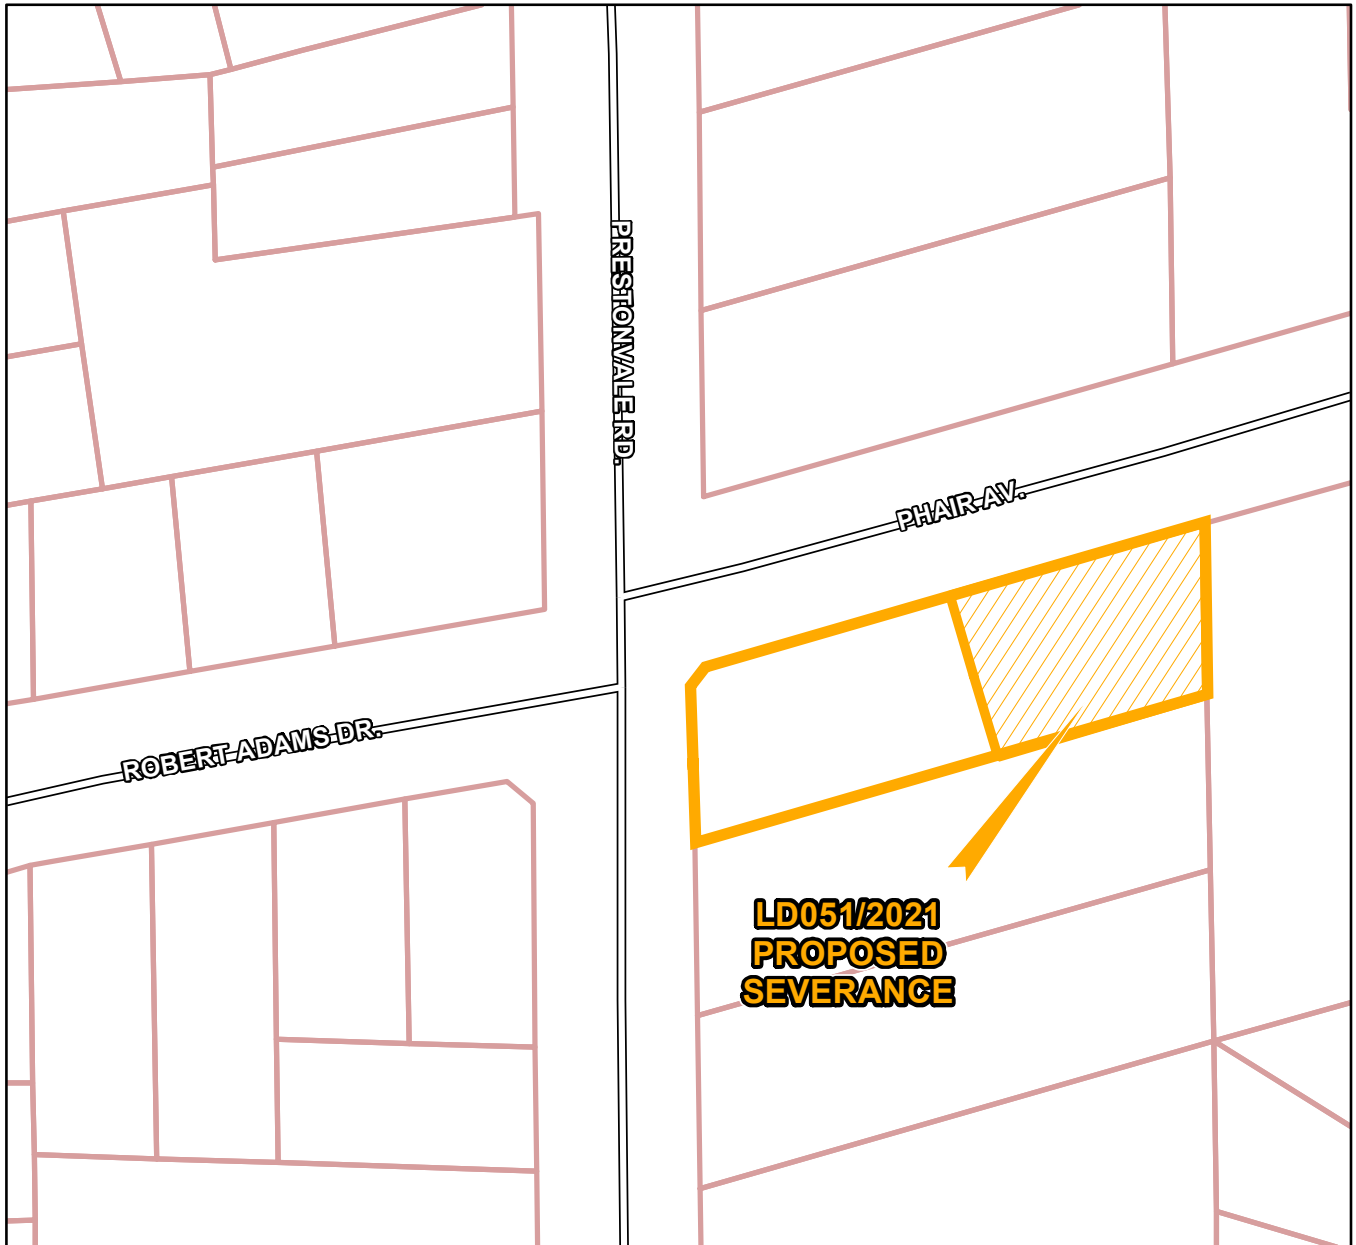 PRESTONVALE RD.
PHAIR AV.
ROBERT ADAMS DR.
LD051/2021
PROPOSED
SEVERANCE